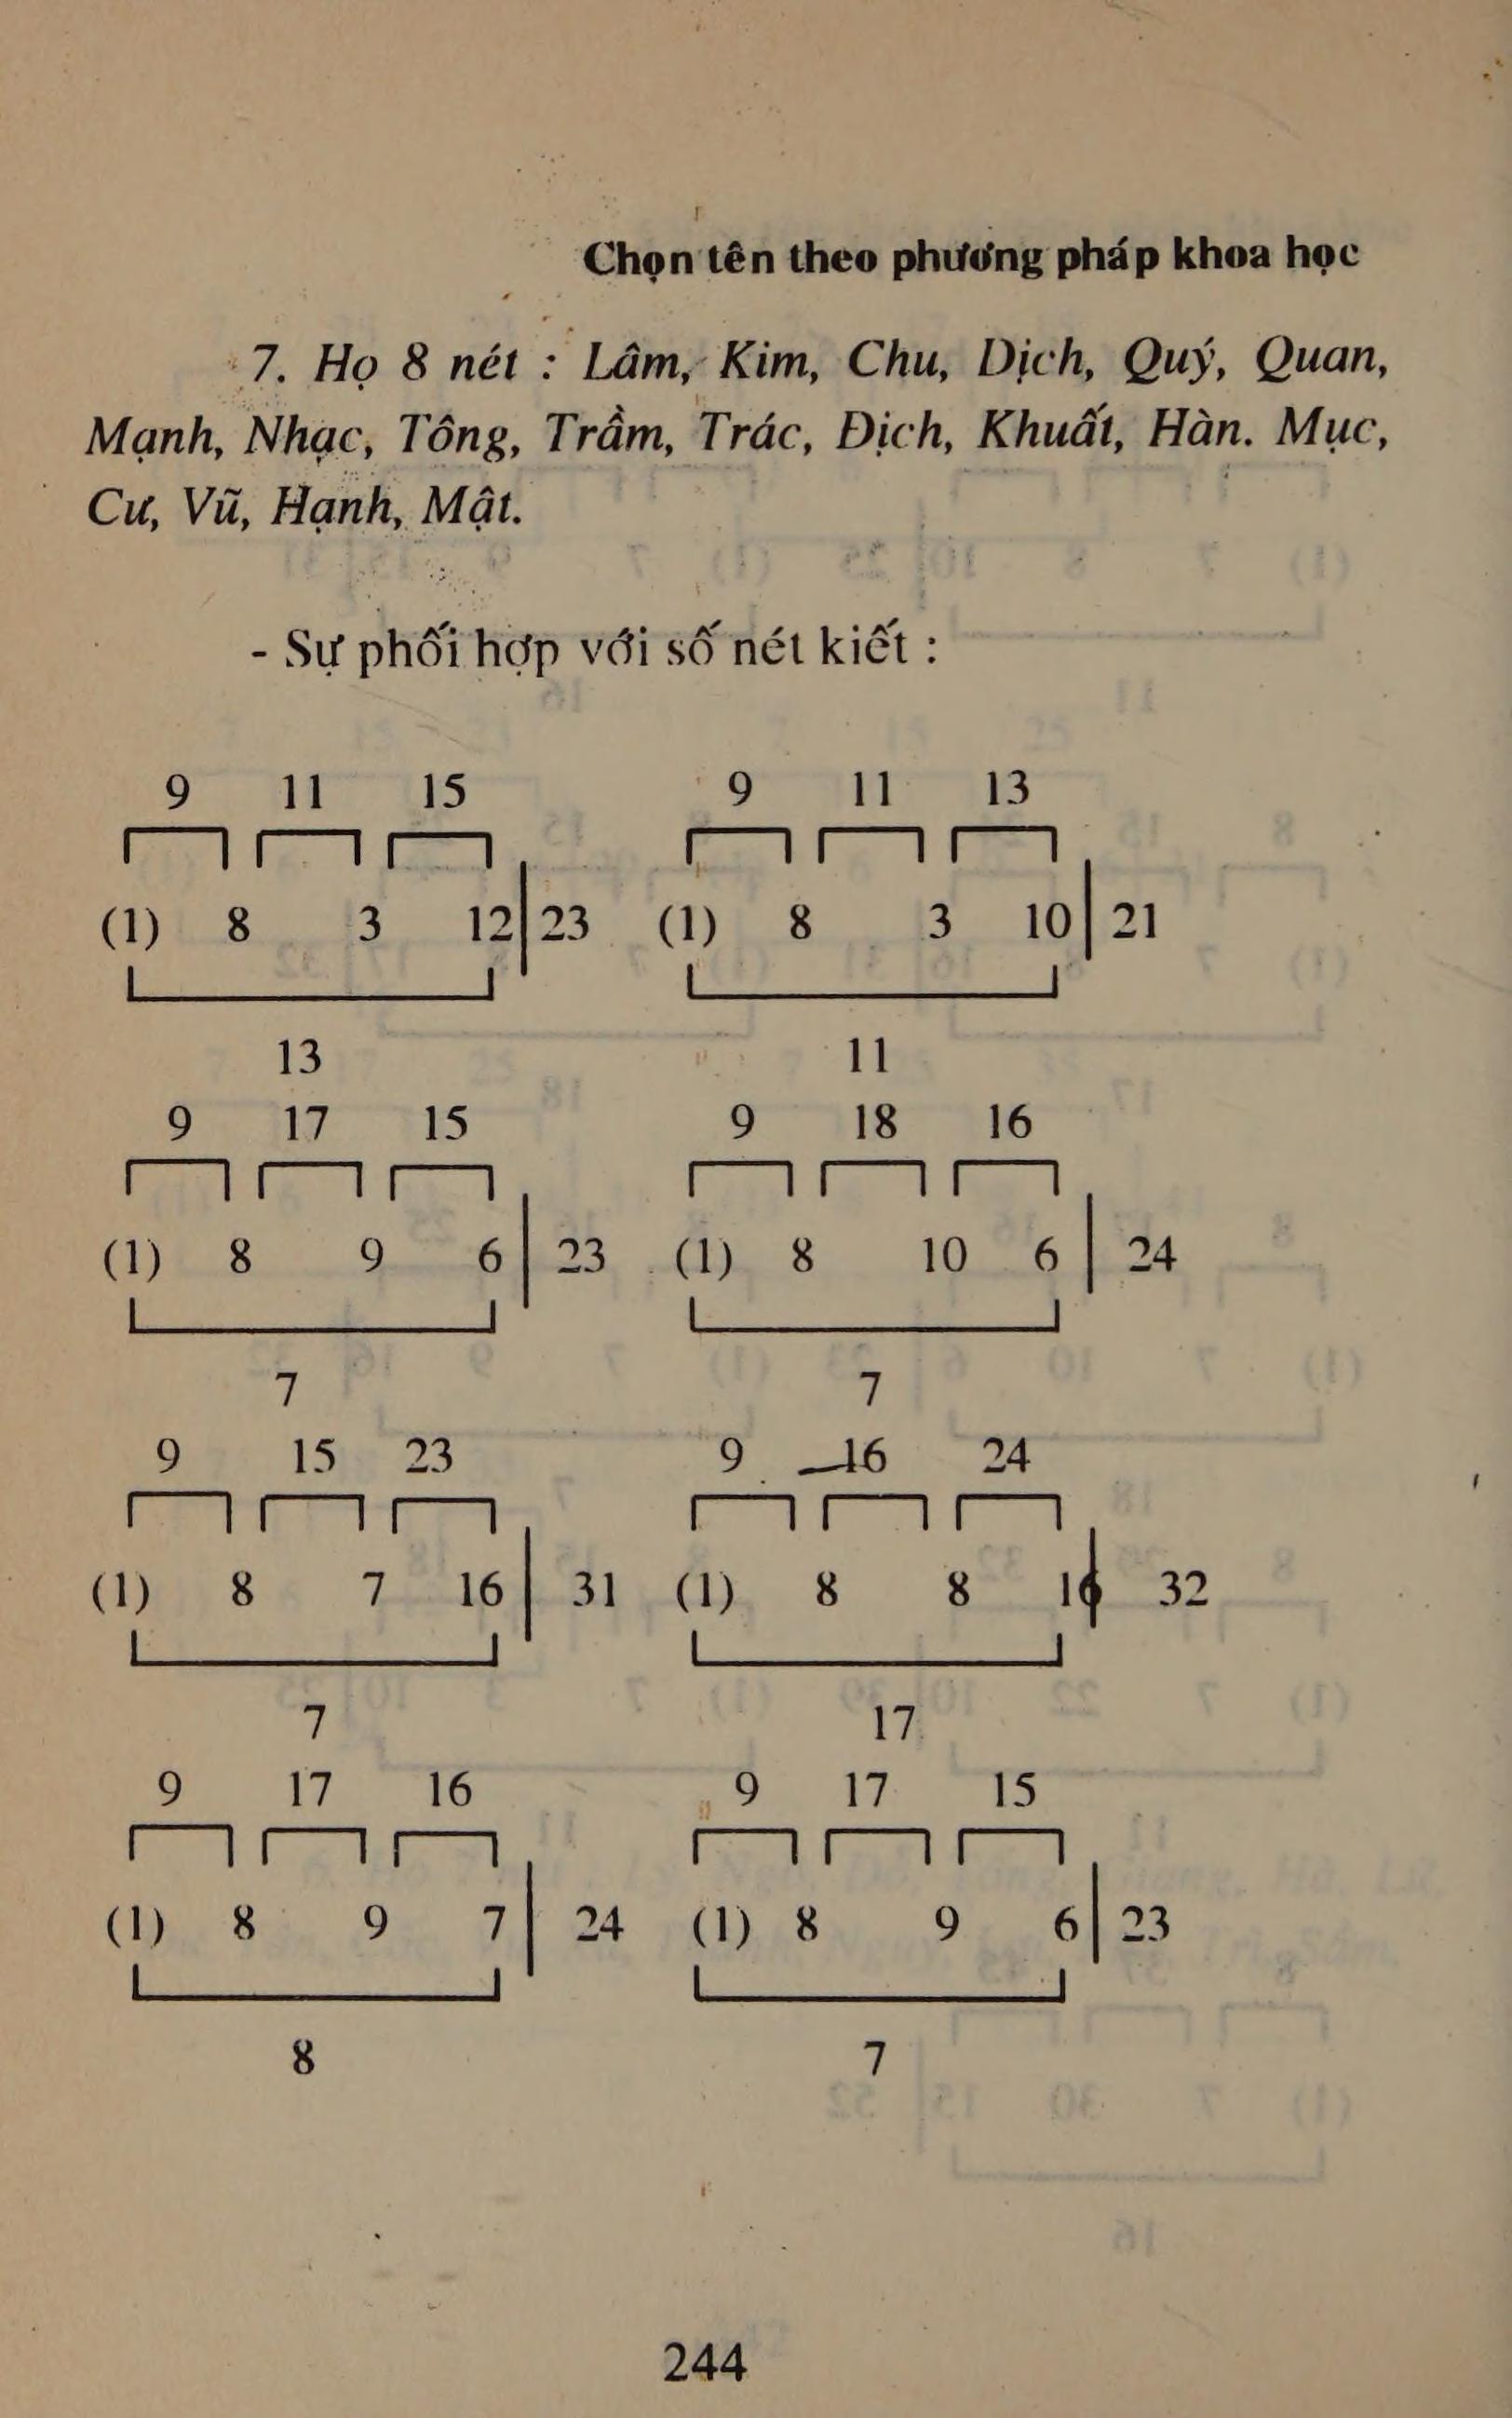 Chọn tên theo phương pháp khoa học
7. Họ 8 nét : Lâm, Kim, Chu, Dịch, Quý, Quan,
Mạnh, Nhạc, Tông, Trầm, Trác, Địch, Khuất, Hàn. Mục,
Cư, Vũ, Hạnh, Mật.
- Sự phối hợp với số nét kiết :
9 11 15 9 11 13
(1) 8 3 12 23 (1) 8 3 10 21
13 11
9 17 15 9 18 16
(1) 8 9 6 23 (1) 8 10 6 24
7 7
9 15 23 9 16 24
(1) 8 7 16 31 (1) 8 8 16 32
7 17
9 17 16 9 17 15
(1) 8 9 7 24 (1) 8 9 6 23
8 7
244